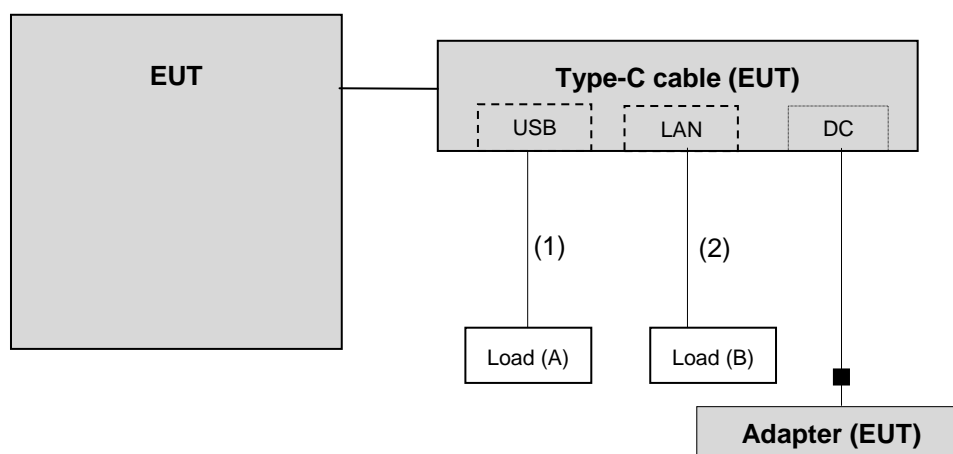 EUT
Type-C cable (EUT)
USB
LAN
DC
(1)
(2)
Load (A)
Load (B)
Adapter (EUT)